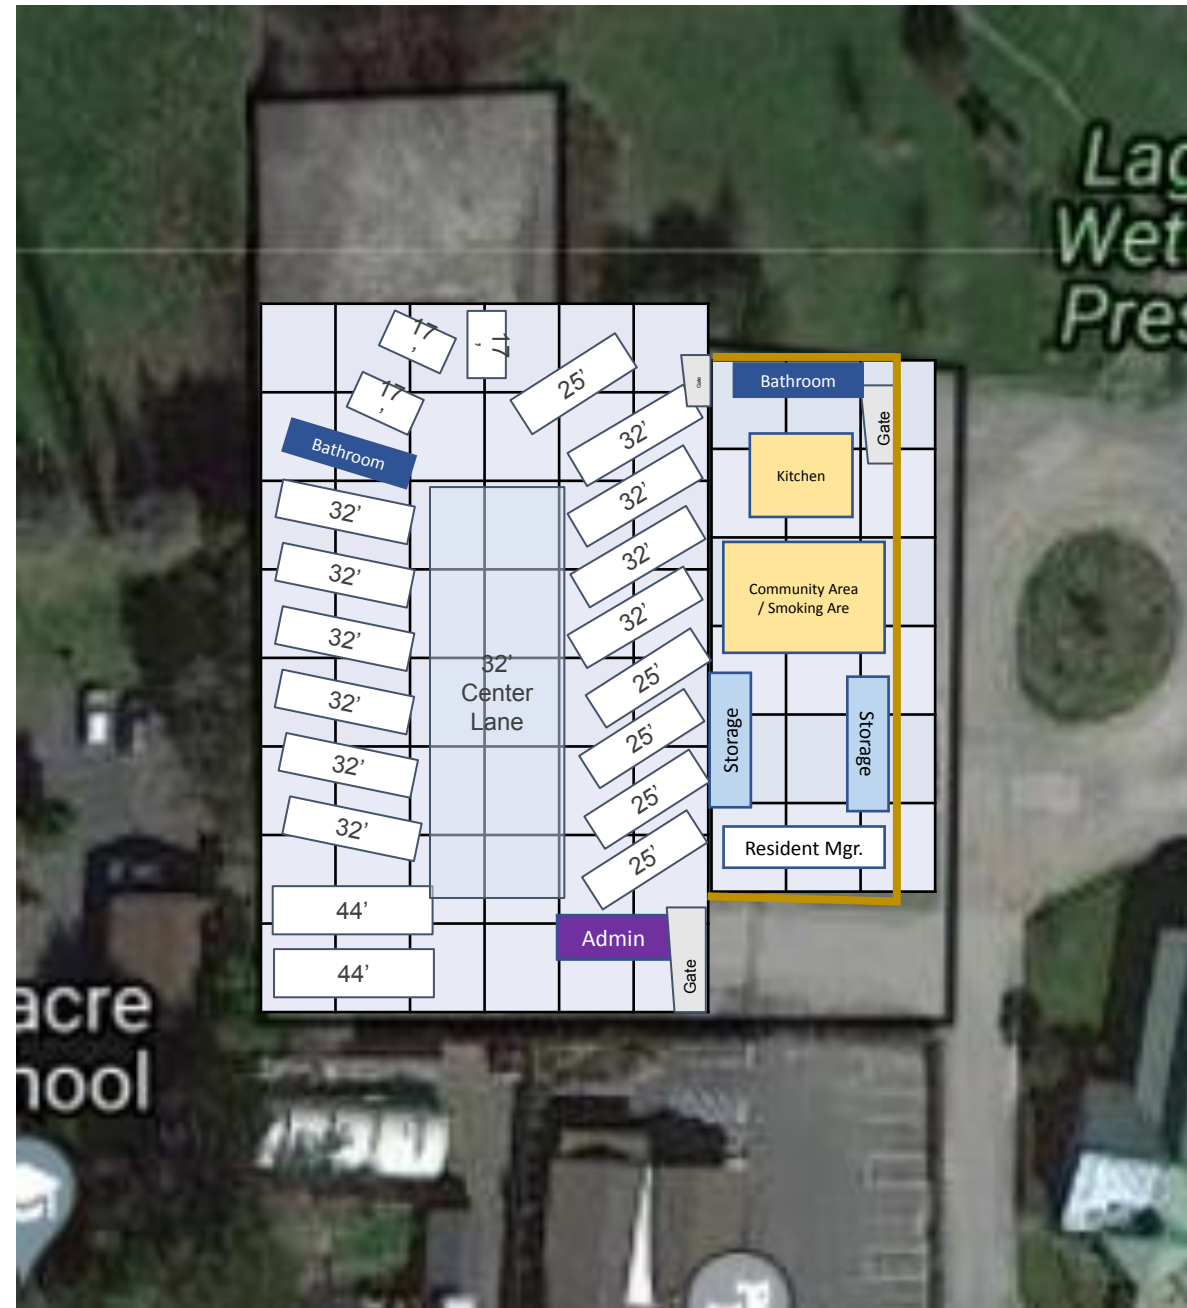 Lag
Wet
Pres
17'
17'
25'
Gate
Bathroom
17'
32'
Gate
Bathroom
Kitchen
32'
32'
32'
32'
32'
Community Area
/ Smoking Are
32'
32'
32'
Center
Lane
25'
32'
25'
Storage
Storage
32'
25'
32'
25'
Resident Mgr.
44'
Admin
Gate
44'
acre
hool